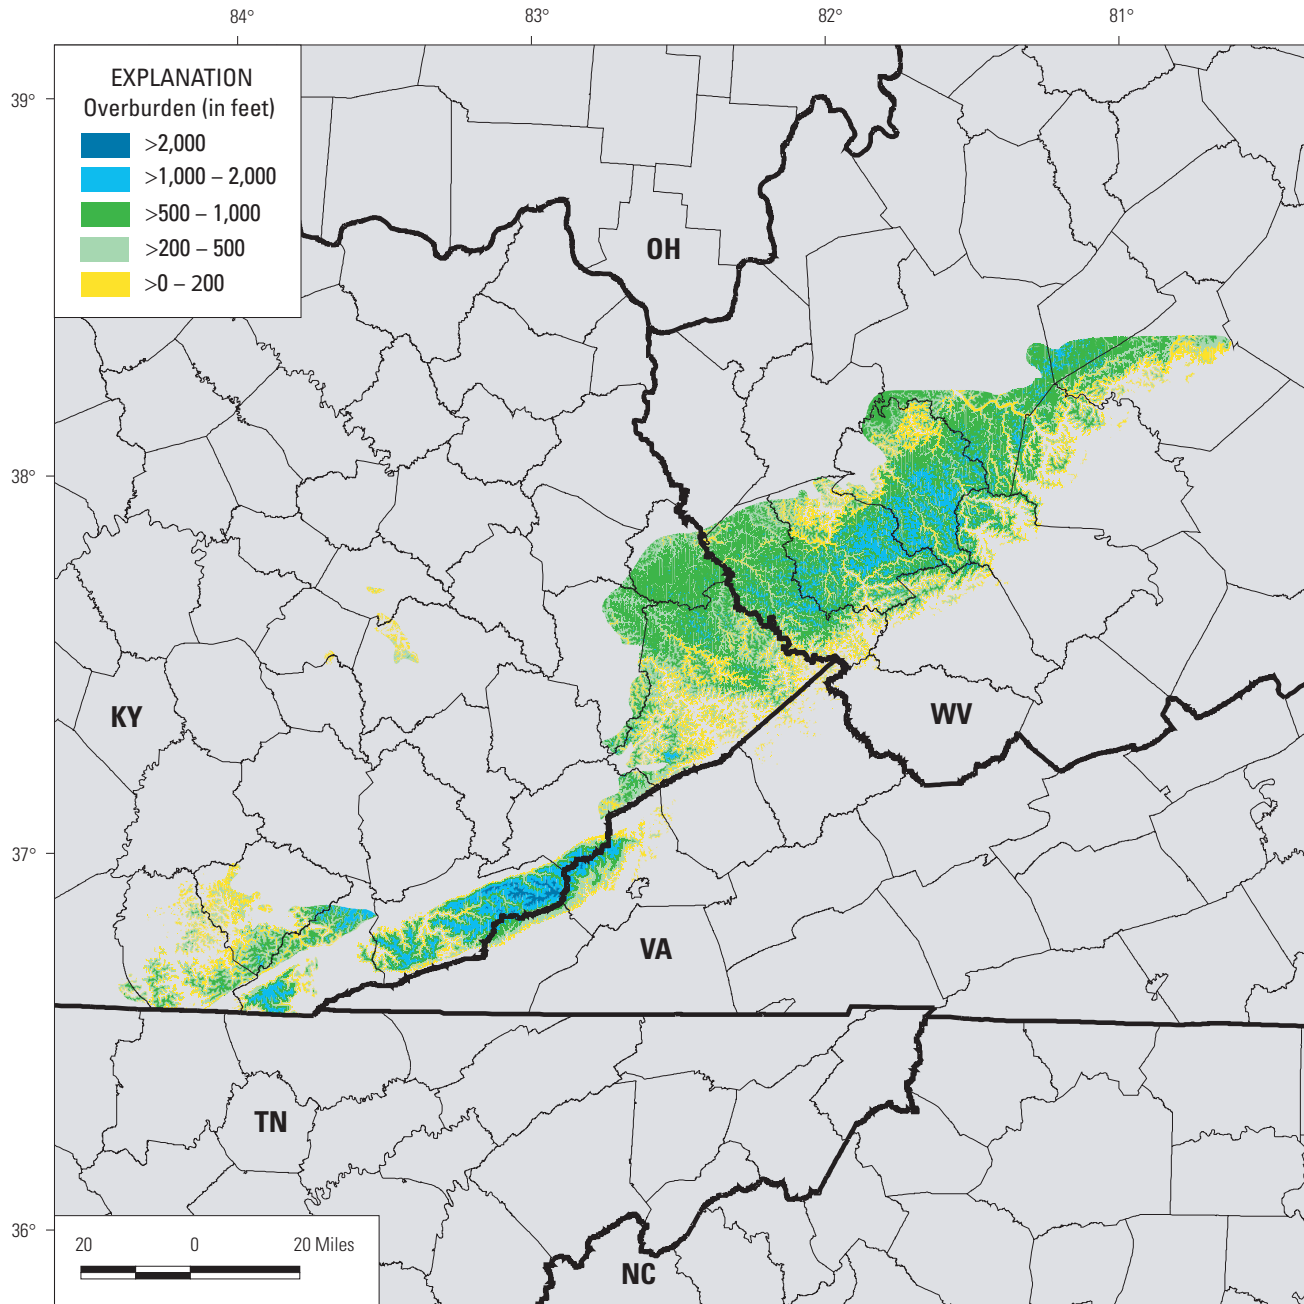 84° 83° 82° 81°
EXPLANATION
Overburden (in feet)
>2,000
>1,000 – 2,000
>500 – 1,000
>200 – 500
>0 – 200
39°
OH
38°
KY
WV
37°
VA
TN
36°
20 0 20 Miles
NC